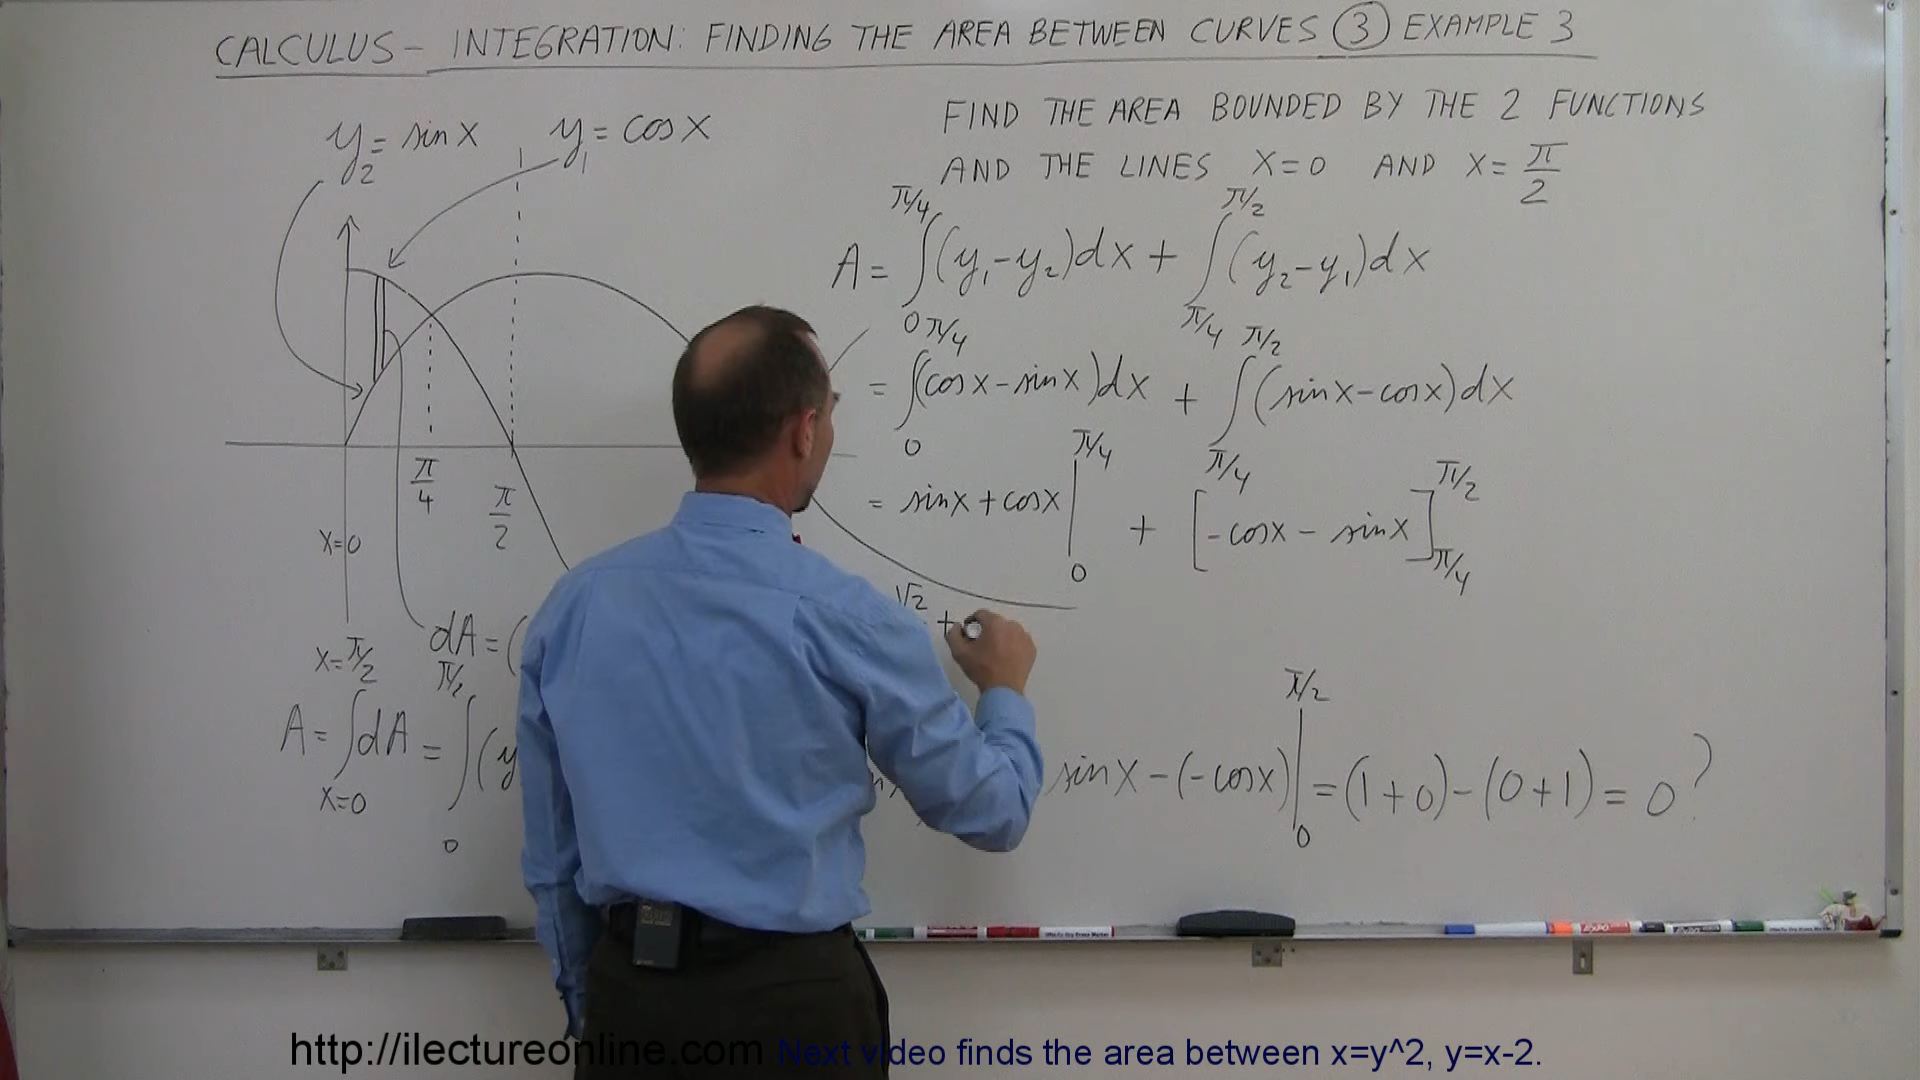 CALCULUS - INTEGRATION: FINDING THE AREA BETWEEN CURVES ③ EXAMPLE 3
y₂ = sin x
y₁ = cos x
FIND THE AREA BOUNDED BY THE 2 FUNCTIONS
AND THE LINES X=0 AND X= π/2
A = ∫₀^{π/4} (y₁-y₂)dx + ∫_{π/4}^{π/2} (y₂-y₁)dx
= ∫₀^{π/4} (cos x - sin x)dx + ∫_{π/4}^{π/2} (sin x - cos x)dx
= sin x + cos x |₀^{π/4} + [-cos x - sin x]_{π/4}^{π/2}
√2 +
π/4
π/2
x=0
dA = (
A = ∫_{x=0}^{x=π/2} dA = ∫₀^{π/2} (y
sin x - (-cos x) |₀^{π/2} = (1+0) - (0+1) = 0 ?
http://ilectureonline.com Next video finds the area between x=y^2, y=x-2.